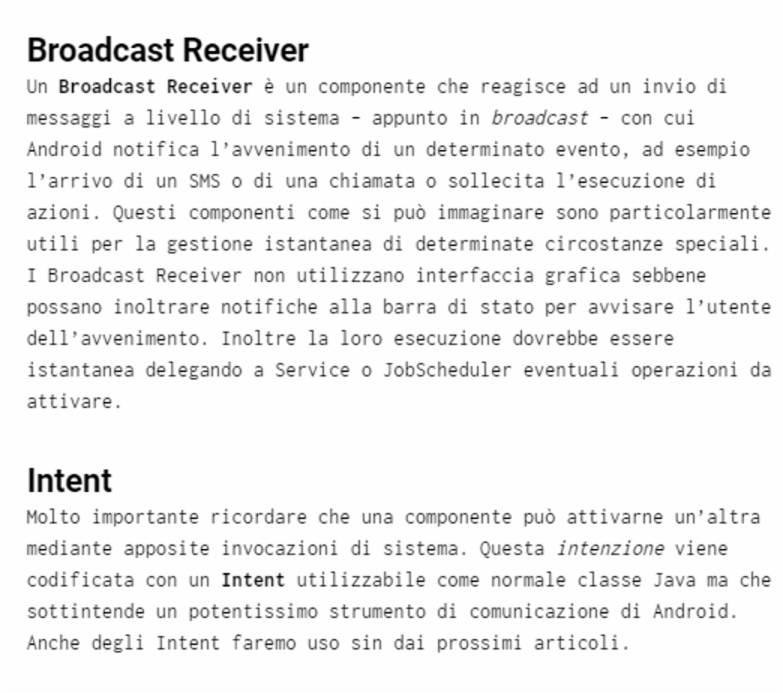 Broadcast Receiver
Un Broadcast Receiver è un componente che reagisce ad un invio di
messaggi a livello di sistema – appunto in broadcast – con cui
Android notifica l’avvenimento di un determinato evento, ad esempio
l’arrivo di un SMS o di una chiamata o sollecita l’esecuzione di
azioni. Questi componenti come si può immaginare sono particolarmente
utili per la gestione istantanea di determinate circostanze speciali.
I Broadcast Receiver non utilizzano interfaccia grafica sebbene
possano inoltrare notifiche alla barra di stato per avvisare l’utente
dell’avvenimento. Inoltre la loro esecuzione dovrebbe essere
istantanea delegando a Service o JobScheduler eventuali operazioni da
attivare.
Intent
Molto importante ricordare che una componente può attivarne un’altra
mediante apposite invocazioni di sistema. Questa intenzione viene
codificata con un Intent utilizzabile come normale classe Java ma che
sottintende un potentissimo strumento di comunicazione di Android.
Anche degli Intent faremo uso sin dai prossimi articoli.